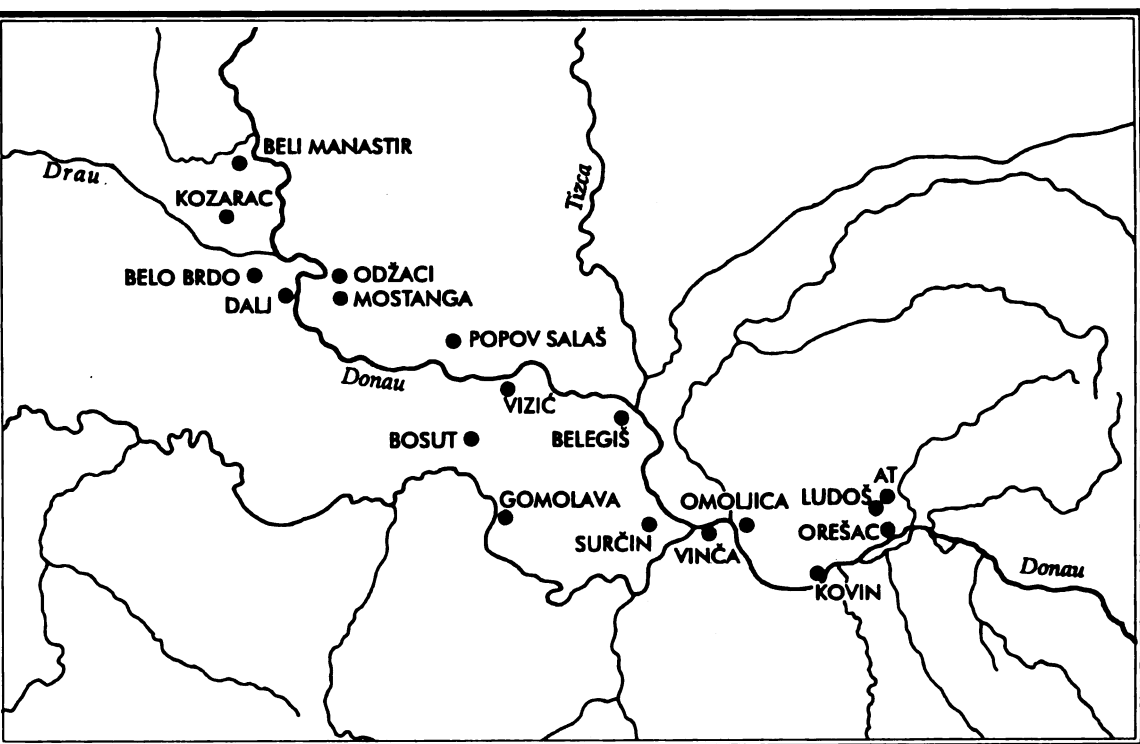 BELI MANASTIR
Drau
Tizca
KOZARAC
BELO BRDO
ODŽACI
DALJ
MOSTANGA
POPOV SALAŠ
Donau
VIZIĆ
BOSUT
BELEGIŠ
AT
GOMOLAVA
OMOLJICA
LUDOŠ
SURČIN
VINČA
OREŠAC
Donau
KOVIN